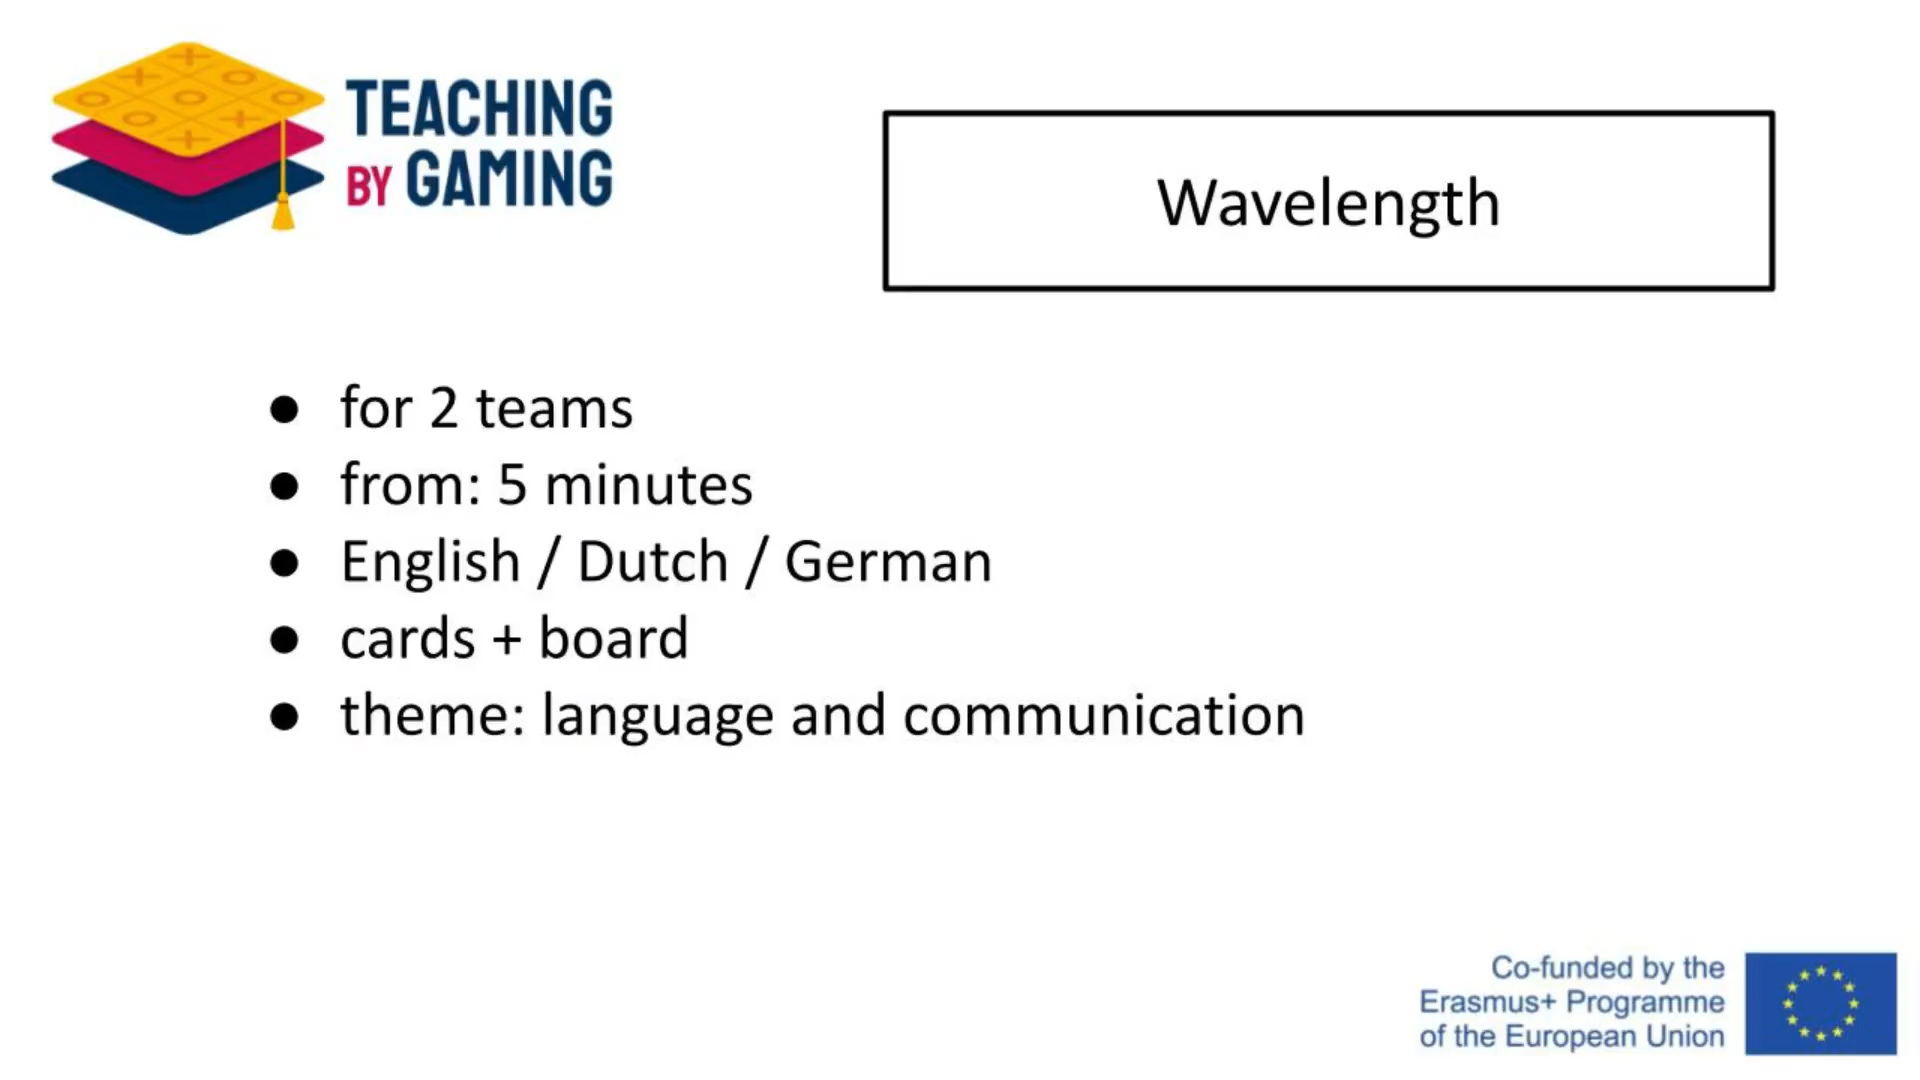 TEACHING
BY GAMING
Wavelength
● for 2 teams
● from: 5 minutes
● English / Dutch / German
● cards + board
● theme: language and communication
Co-funded by the
Erasmus+ Programme
of the European Union